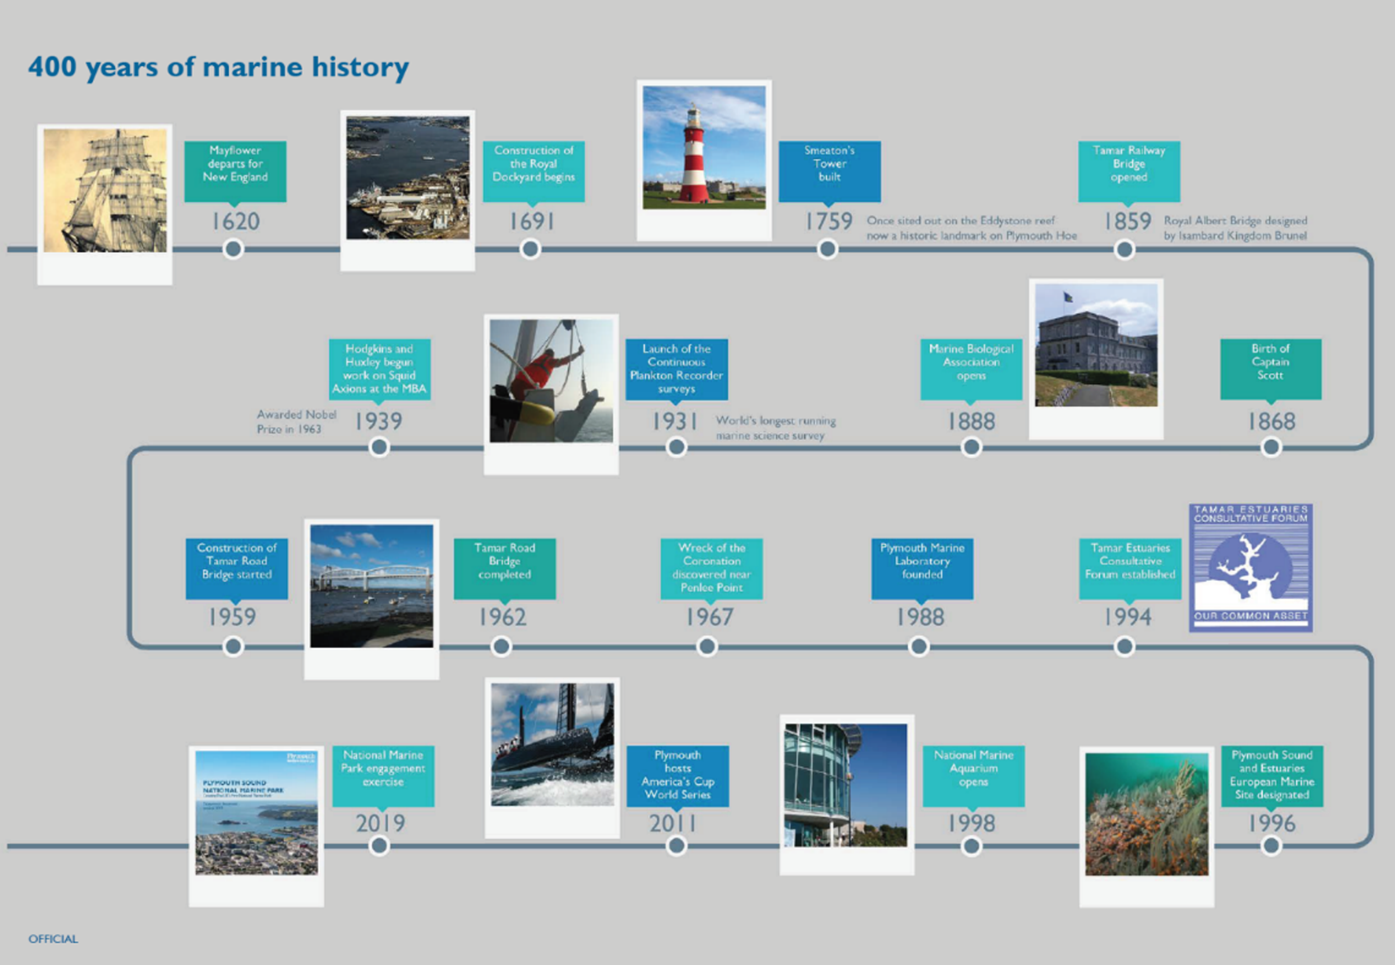 400 years of marine history
Mayflower
departs for
New England
1620
Construction of
the Royal
Dockyard begins
1691
Smeaton's
Tower
built
1759
Once sited out on the Eddystone reef
now a historic landmark on Plymouth Hoe
Tamar Railway
Bridge
opened
1859
Royal Albert Bridge designed
by Isambard Kingdom Brunel
Birth of
Captain
Scott
1868
Marine Biological
Association
opens
1888
Launch of the
Continuous
Plankton Recorder
surveys
1931
World's longest running
marine science survey
Hodgkins and
Huxley begun
work on Squid
Axions at the MBA
1939
Awarded Nobel
Prize in 1963
Construction of
Tamar Road
Bridge started
1959
Tamar Road
Bridge
completed
1962
Wreck of the
Coronation
discovered near
Penlee Point
1967
Plymouth Marine
Laboratory
founded
1988
Tamar Estuaries
Consultative
Forum established
1994
TAMAR ESTUARIES
CONSULTATIVE FORUM
OUR COMMON ASSET
Plymouth Sound
and Estuaries
European Marine
Site designated
1996
National Marine
Aquarium
opens
1998
Plymouth
hosts
America's Cup
World Series
2011
National Marine
Park engagement
exercise
2019
PLYMOUTH SOUND
NATIONAL MARINE PARK
OFFICIAL